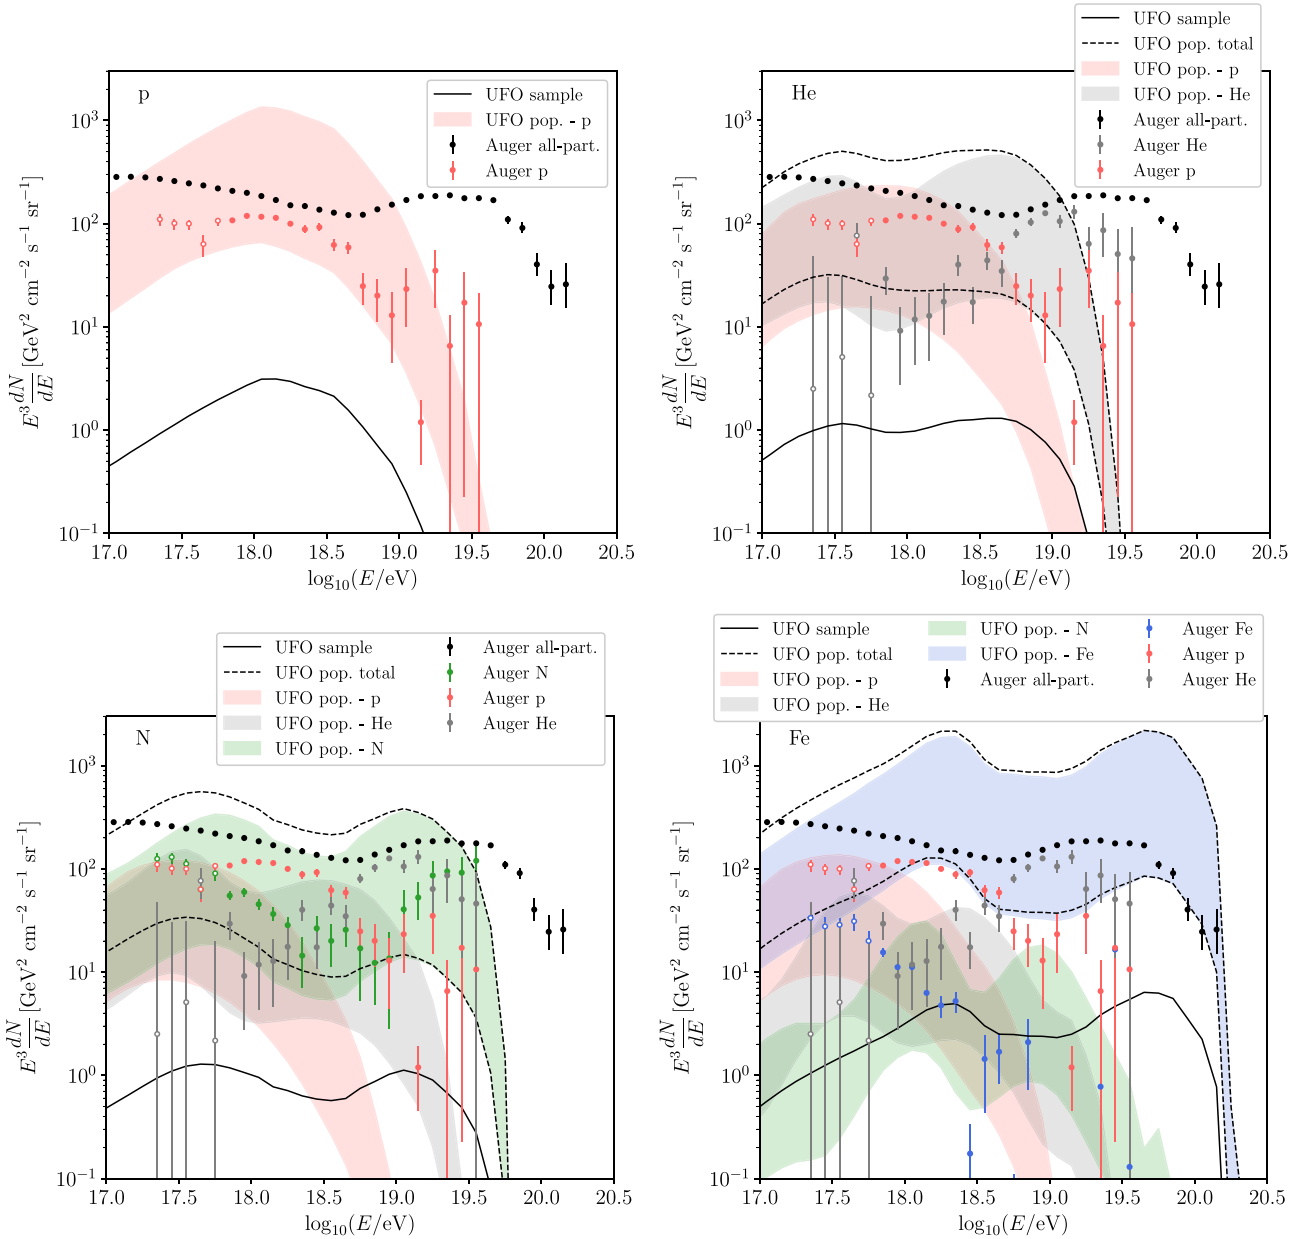 p
UFO sample
UFO pop. - p
Auger all-part.
Auger p
10³
10²
10¹
10⁰
10⁻¹
17.0 17.5 18.0 18.5 19.0 19.5 20.0 20.5
log₁₀(E/eV)
E³ dN/dE [GeV² cm⁻² s⁻¹ sr⁻¹]
He
UFO sample
UFO pop. total
UFO pop. - p
UFO pop. - He
Auger all-part.
Auger He
Auger p
10³
10²
10¹
10⁰
10⁻¹
17.0 17.5 18.0 18.5 19.0 19.5 20.0 20.5
log₁₀(E/eV)
E³ dN/dE [GeV² cm⁻² s⁻¹ sr⁻¹]
N
UFO sample
UFO pop. total
UFO pop. - p
UFO pop. - He
UFO pop. - N
Auger all-part.
Auger N
Auger p
Auger He
10³
10²
10¹
10⁰
10⁻¹
17.0 17.5 18.0 18.5 19.0 19.5 20.0 20.5
log₁₀(E/eV)
E³ dN/dE [GeV² cm⁻² s⁻¹ sr⁻¹]
Fe
UFO sample
UFO pop. total
UFO pop. - p
UFO pop. - He
UFO pop. - N
UFO pop. - Fe
Auger all-part.
Auger Fe
Auger p
Auger He
10³
10²
10¹
10⁰
10⁻¹
17.0 17.5 18.0 18.5 19.0 19.5 20.0 20.5
log₁₀(E/eV)
E³ dN/dE [GeV² cm⁻² s⁻¹ sr⁻¹]